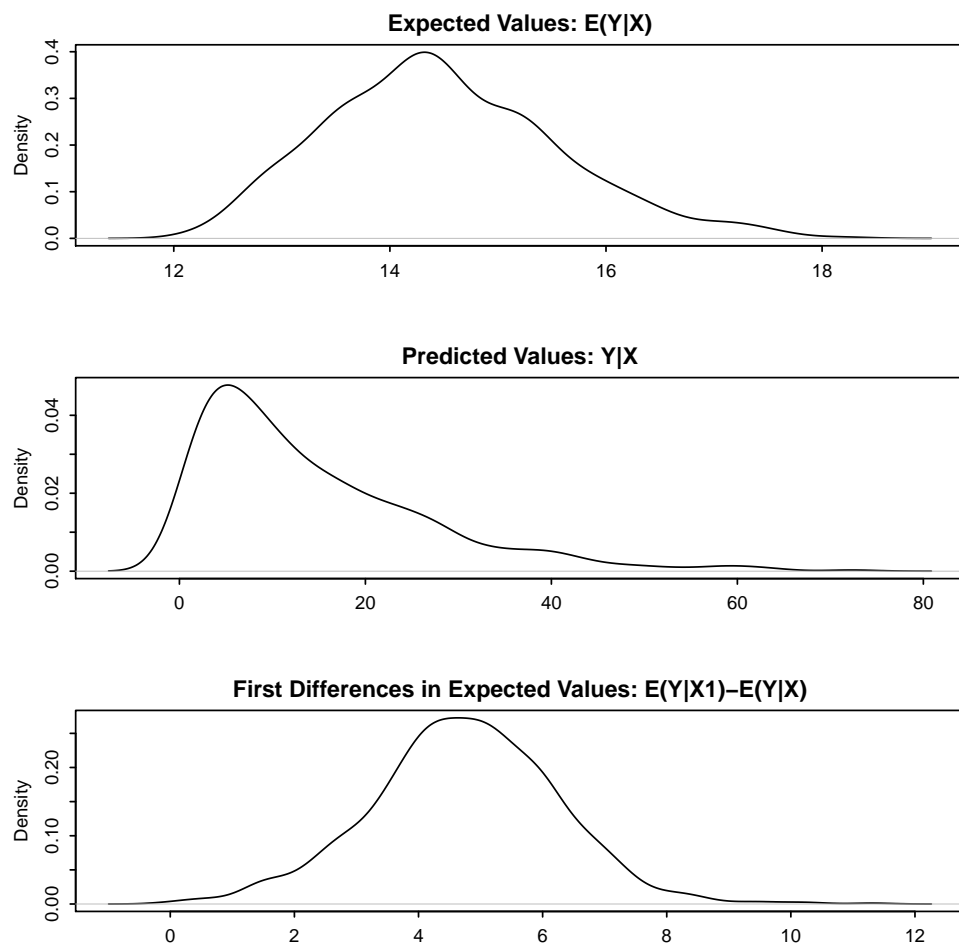 Expected Values: E(Y|X)
Density
0.0 0.1 0.2 0.3 0.4
12 14 16 18
Predicted Values: Y|X
Density
0.00 0.02 0.04
0 20 40 60 80
First Differences in Expected Values: E(Y|X1)−E(Y|X)
Density
0.00 0.10 0.20
0 2 4 6 8 10 12